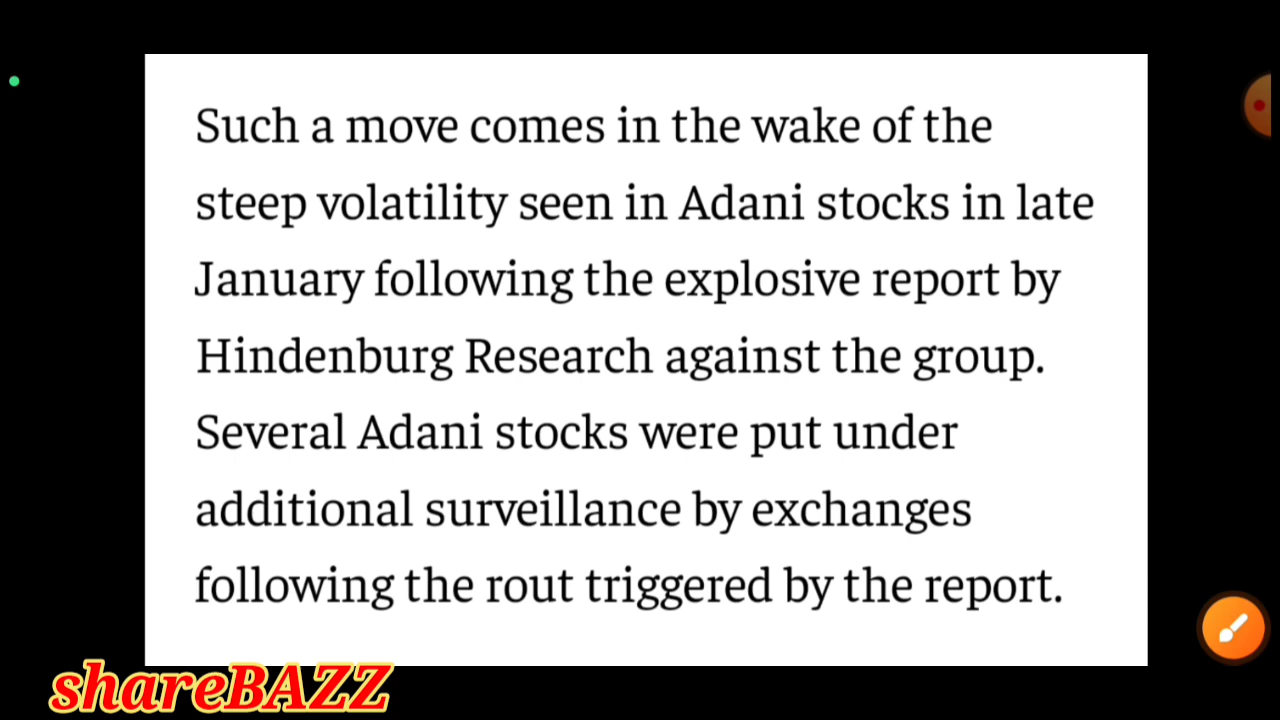 Such a move comes in the wake of the
steep volatility seen in Adani stocks in late
January following the explosive report by
Hindenburg Research against the group.
Several Adani stocks were put under
additional surveillance by exchanges
following the rout triggered by the report.
shareBAZZ